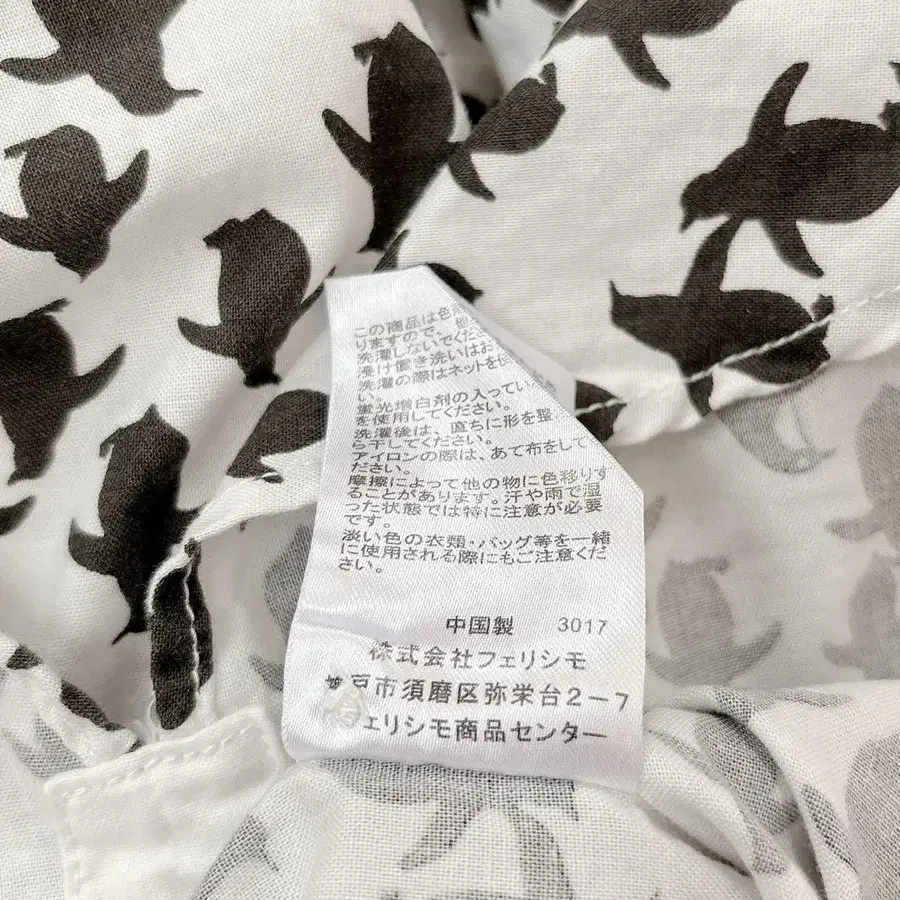 この商品は色
りますので、他
洗濯しないでくだ
漬け置き洗いはお
洗濯の際はネットを使
い。
蛍光増白剤の入ってい
を使用してください
洗濯後は、直ちに形を整
ら干してください。
アイロンの際は、あて布をして
ださい。
摩擦によって他の物に色移りす
ることがあります。汗や雨で湿
った状態では特に注意が必要
です。
淡い色の衣類・バッグ等を一緒
に使用される際にもご注意くだ
さい。
中国製 3017
株式会社フェリシモ
戸市須磨区弥栄台2-7
フェリシモ商品センター